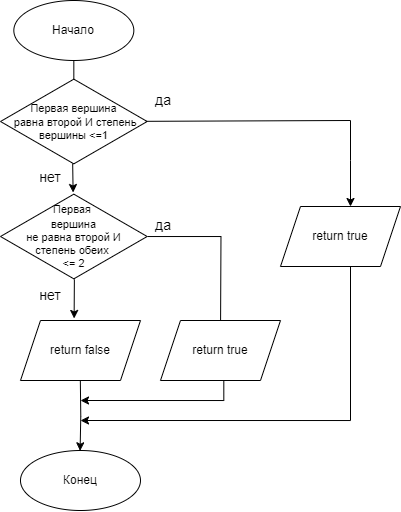 Начало
Первая вершина
равна второй И степень
вершины <=1
да
нет
Первая
вершина
не равна второй И
степень обеих
<= 2
да
return true
нет
return false
return true
Конец